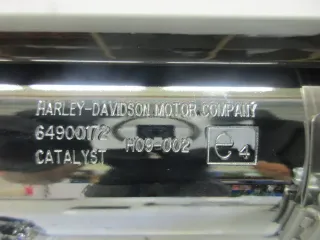 HARLEY-DAVIDSON MOTOR COMPANY
64900172 H09-002 e4
CATALYST